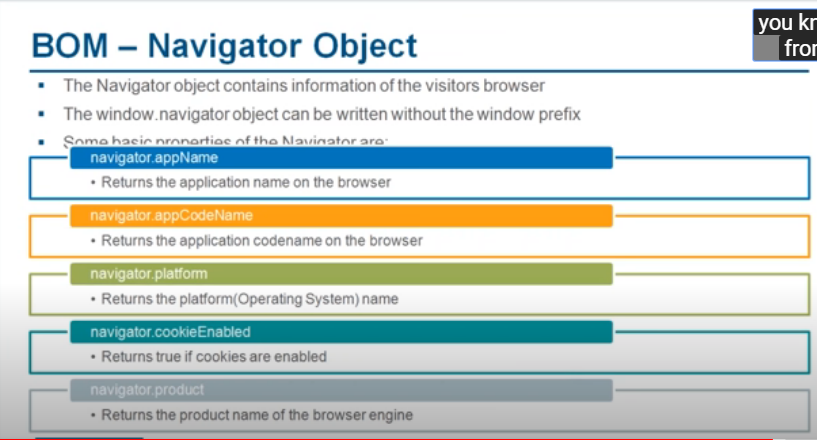 you kn
from
BOM – Navigator Object
▪ The Navigator object contains information of the visitors browser
▪ The window.navigator object can be written without the window prefix
▪ Some basic properties of the Navigator are:
navigator.appName
• Returns the application name on the browser
navigator.appCodeName
• Returns the application codename on the browser
navigator.platform
• Returns the platform(Operating System) name
navigator.cookieEnabled
• Returns true if cookies are enabled
navigator.product
• Returns the product name of the browser engine